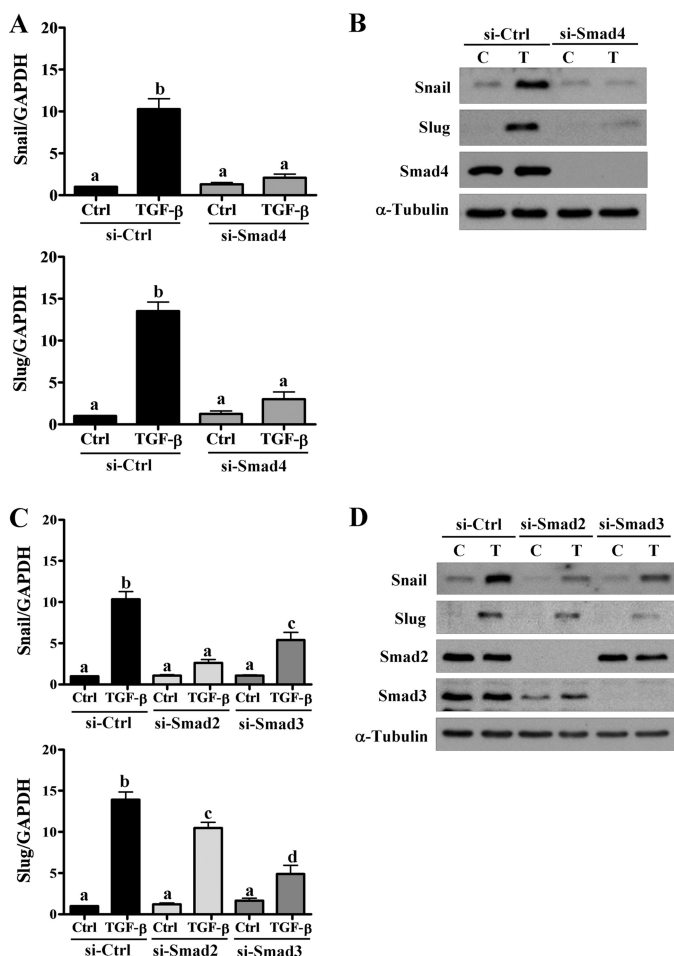 A
Snail/GAPDH
20
15
10
5
0
a
b
a
a
Ctrl TGF-β Ctrl TGF-β
si-Ctrl si-Smad4
Slug/GAPDH
20
15
10
5
0
a
b
a
a
Ctrl TGF-β Ctrl TGF-β
si-Ctrl si-Smad4
B
si-Ctrl si-Smad4
C T C T
Snail
Slug
Smad4
α-Tubulin
C
Snail/GAPDH
20
15
10
5
0
a
b
a
a
a
c
Ctrl TGF-β Ctrl TGF-β Ctrl TGF-β
si-Ctrl si-Smad2 si-Smad3
Slug/GAPDH
20
15
10
5
0
a
b
a
c
a
d
Ctrl TGF-β Ctrl TGF-β Ctrl TGF-β
si-Ctrl si-Smad2 si-Smad3
D
si-Ctrl si-Smad2 si-Smad3
C T C T C T
Snail
Slug
Smad2
Smad3
α-Tubulin